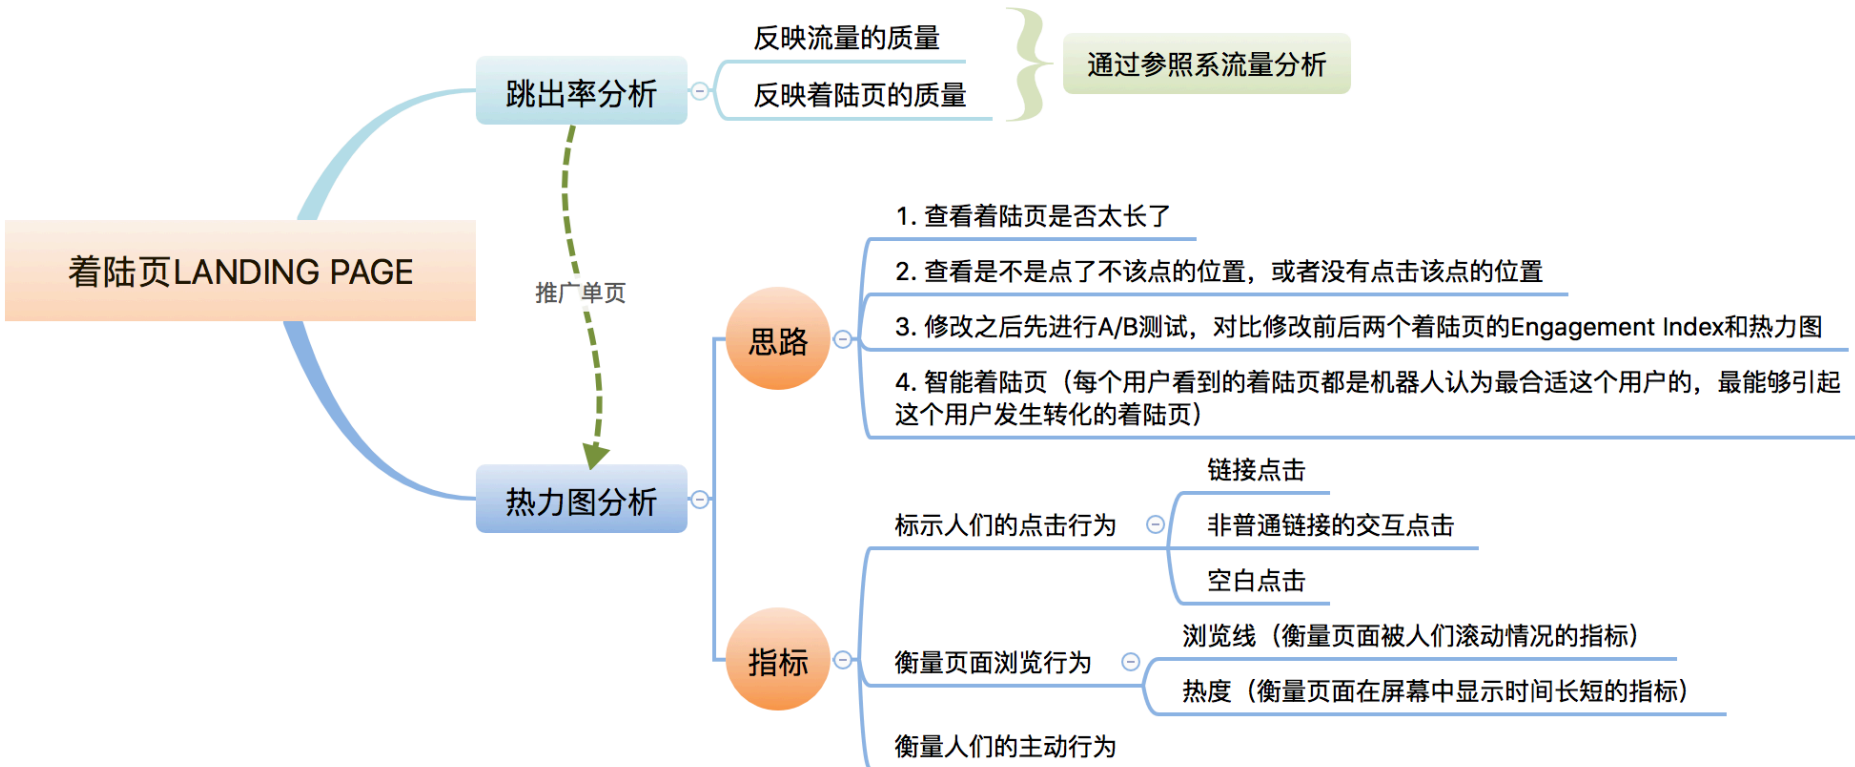 着陆页LANDING PAGE
跳出率分析
反映流量的质量
反映着陆页的质量
通过参照系流量分析
推广单页
热力图分析
思路
1. 查看着陆页是否太长了
2. 查看是不是点了不该点的位置，或者没有点击该点的位置
3. 修改之后先进行A/B测试，对比修改前后两个着陆页的Engagement Index和热力图
4. 智能着陆页（每个用户看到的着陆页都是机器人认为最合适这个用户的，最能够引起
这个用户发生转化的着陆页）
指标
标示人们的点击行为
链接点击
非普通链接的交互点击
空白点击
衡量页面浏览行为
浏览线（衡量页面被人们滚动情况的指标）
热度（衡量页面在屏幕中显示时间长短的指标）
衡量人们的主动行为